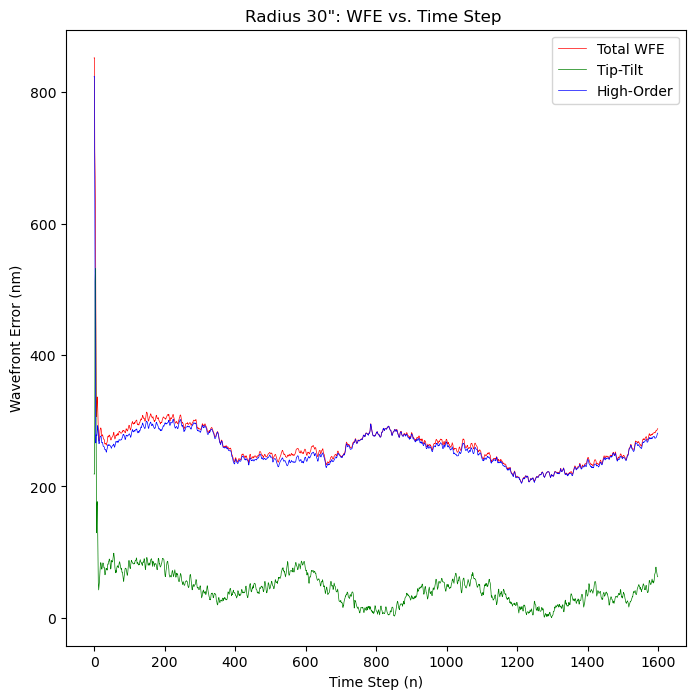 Radius 30": WFE vs. Time Step
Total WFE
Tip-Tilt
High-Order
Wavefront Error (nm)
800
600
400
200
0
0 200 400 600 800 1000 1200 1400 1600
Time Step (n)